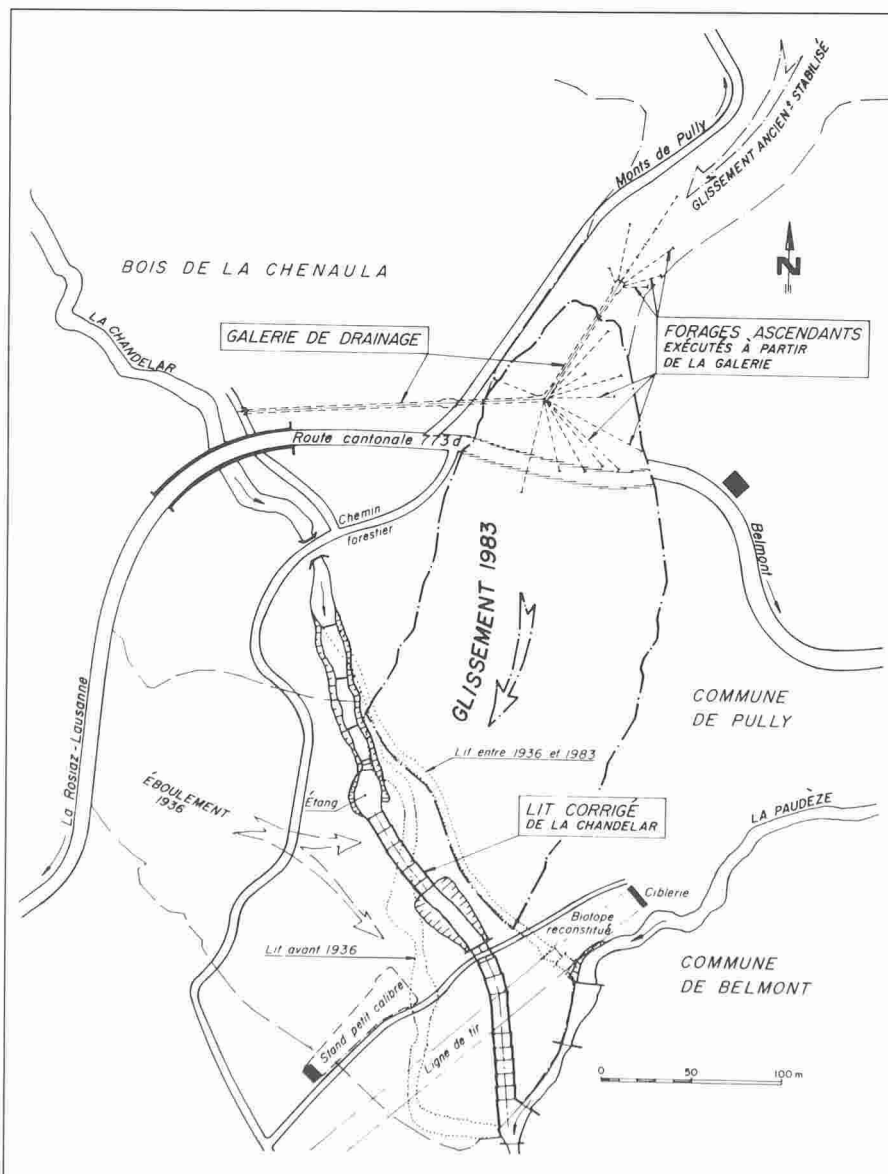 Monts de Pully
GLISSEMENT ANCIENᵗ STABILISÉ
N
BOIS DE LA CHENAULA
LA CHANDELAR
GALERIE DE DRAINAGE
FORAGES ASCENDANTS
EXÉCUTÉS À PARTIR
DE LA GALERIE
Route cantonale 773 d
Chemin
forestier
Belmont
GLISSEMENT 1983
COMMUNE
DE PULLY
La Rosiaz-Lausanne
Lit entre 1936 et 1983
ÉBOULEMENT
1936
Étang
LIT CORRIGÉ
DE LA CHANDELAR
LA PAUDÈZE
Ciblerie
Biotope
reconstitué
Lit avant 1936
COMMUNE
DE BELMONT
Stand petit calibre
Ligne de tir
0 50 100 m